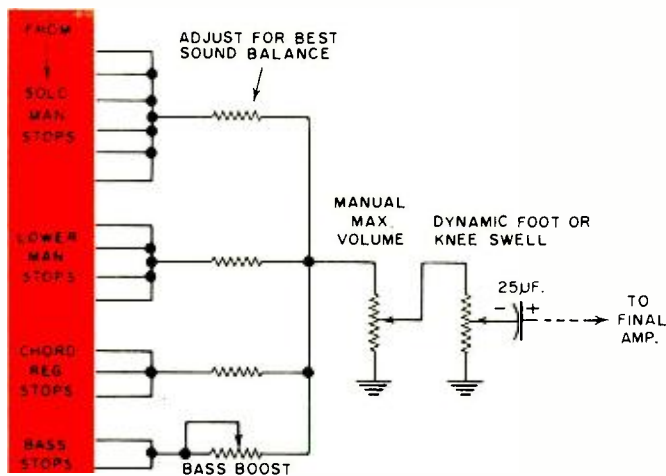 FROM
SOLO
MAN
STOPS
ADJUST FOR BEST
SOUND BALANCE
LOWER
MAN
STOPS
MANUAL
MAX.
VOLUME
DYNAMIC FOOT OR
KNEE SWELL
25µF.
- +
TO
FINAL
AMP.
CHORD
REG
STOPS
BASS
STOPS
BASS BOOST